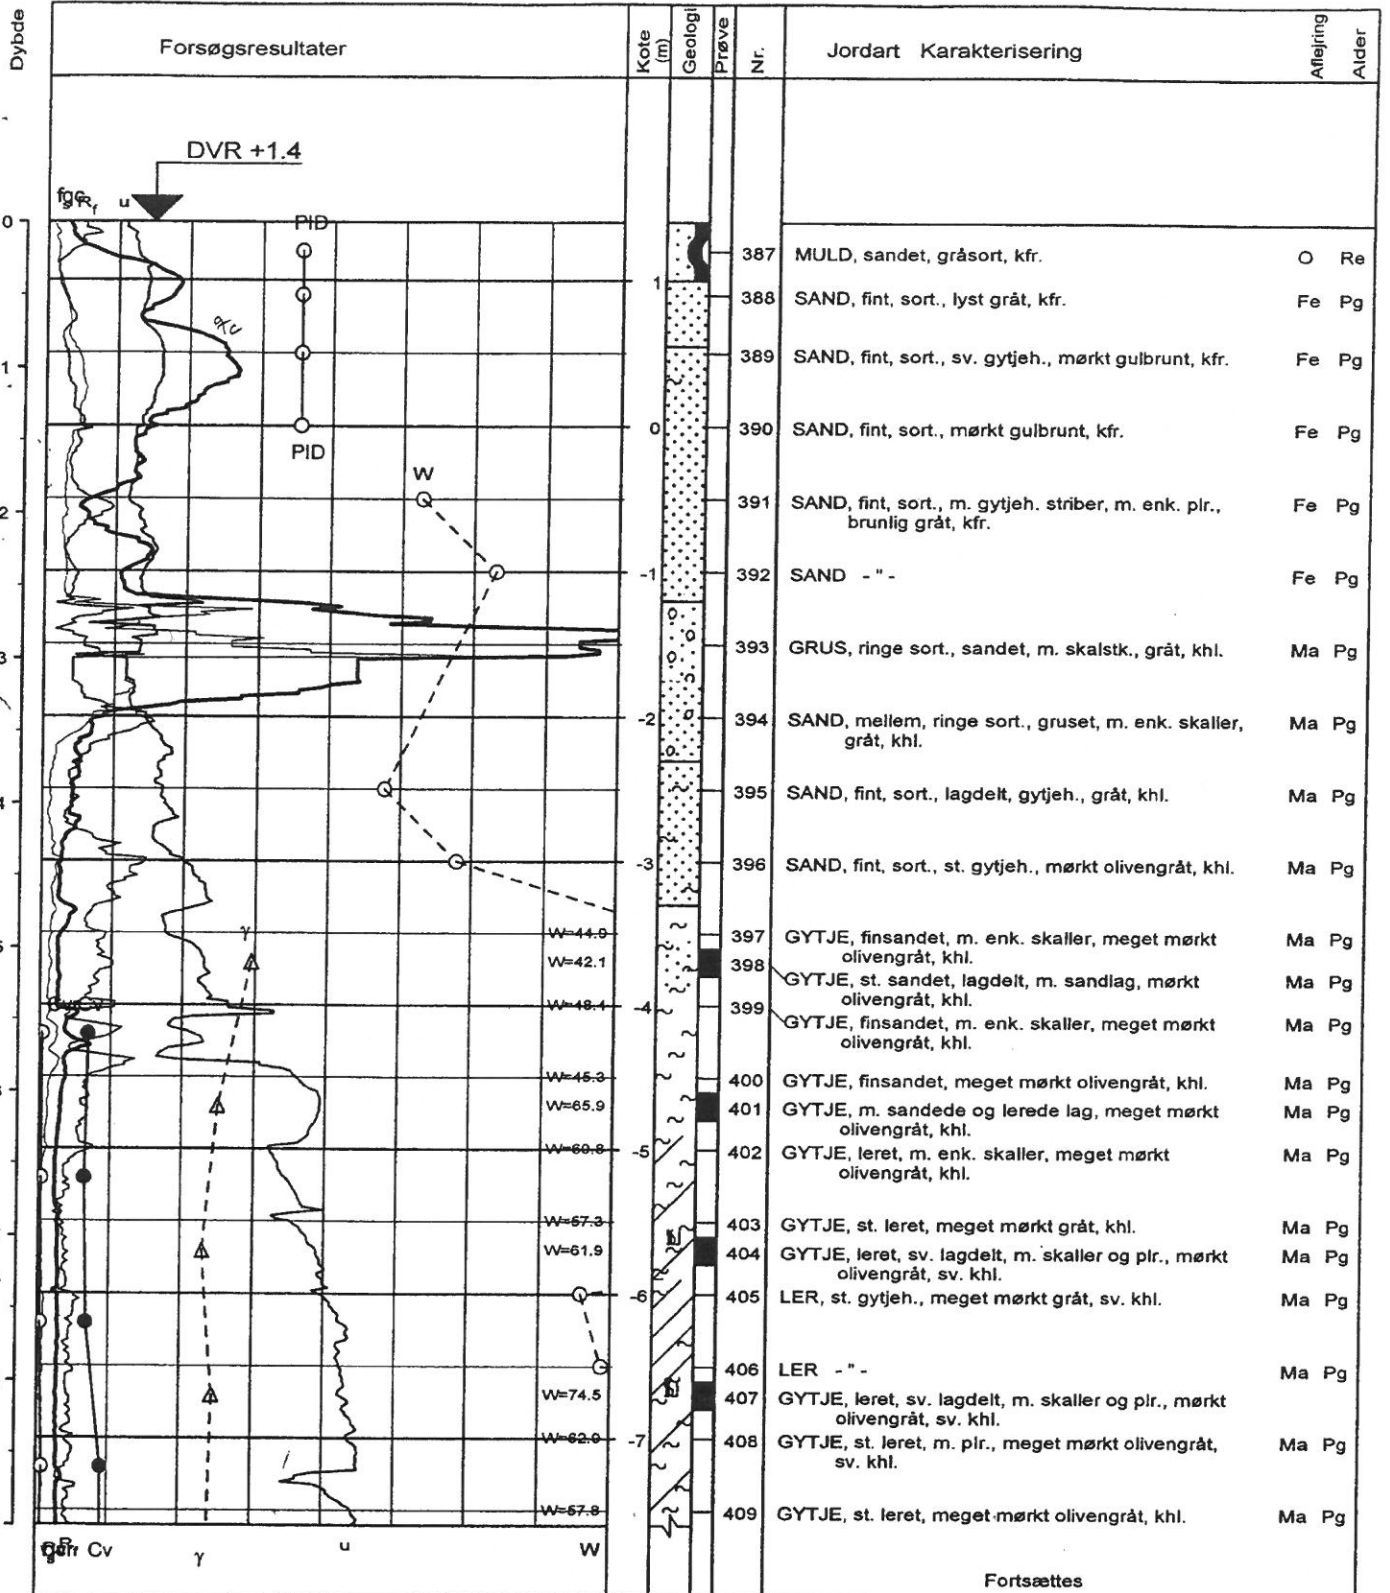 Dybde
Forsøgsresultater
Kote (m)
Geologi
Prøve
Nr.
Jordart Karakterisering
Aflejring
Alder
DVR +1.4
u
PID
0
387 MULD, sandet, gråsort, kfr. O Re
1
388 SAND, fint, sort., lyst gråt, kfr. Fe Pg
1
389 SAND, fint, sort., sv. gytjeh., mørkt gulbrunt, kfr. Fe Pg
0
390 SAND, fint, sort., mørkt gulbrunt, kfr. Fe Pg
PID
W
2
391 SAND, fint, sort., m. gytjeh. striber, m. enk. plr., Fe Pg
brunlig gråt, kfr.
-1
392 SAND - " - Fe Pg
3
393 GRUS, ringe sort., sandet, m. skalstk., gråt, khl. Ma Pg
-2
394 SAND, mellem, ringe sort., gruset, m. enk. skaller, Ma Pg
gråt, khl.
395 SAND, fint, sort., lagdelt, gytjeh., gråt, khl. Ma Pg
-3
396 SAND, fint, sort., st. gytjeh., mørkt olivengråt, khl. Ma Pg
γ
W=44.9
397 GYTJE, finsandet, m. enk. skaller, meget mørkt Ma Pg
olivengråt, khl.
W=42.1
398 GYTJE, st. sandet, lagdelt, m. sandlag, mørkt Ma Pg
olivengråt, khl.
W=48.4
-4
399 GYTJE, finsandet, m. enk. skaller, meget mørkt Ma Pg
olivengråt, khl.
W=45.3
400 GYTJE, finsandet, meget mørkt olivengråt, khl. Ma Pg
W=65.9
401 GYTJE, m. sandede og lerede lag, meget mørkt Ma Pg
olivengråt, khl.
W=60.8
-5
402 GYTJE, leret, m. enk. skaller, meget mørkt Ma Pg
olivengråt, khl.
W=57.3
403 GYTJE, st. leret, meget mørkt gråt, khl. Ma Pg
W=61.9
404 GYTJE, leret, sv. lagdelt, m. skaller og plr., mørkt Ma Pg
olivengråt, sv. khl.
-6
405 LER, st. gytjeh., meget mørkt gråt, sv. khl. Ma Pg
406 LER - " - Ma Pg
W=74.5
407 GYTJE, leret, sv. lagdelt, m. skaller og plr., mørkt
olivengråt, sv. khl.
W=62.9
-7
408 GYTJE, st. leret, m. plr., meget mørkt olivengråt, Ma Pg
sv. khl.
W=57.8
409 GYTJE, st. leret, meget mørkt olivengråt, khl. Ma Pg
Cv
γ
u
W
Fortsættes